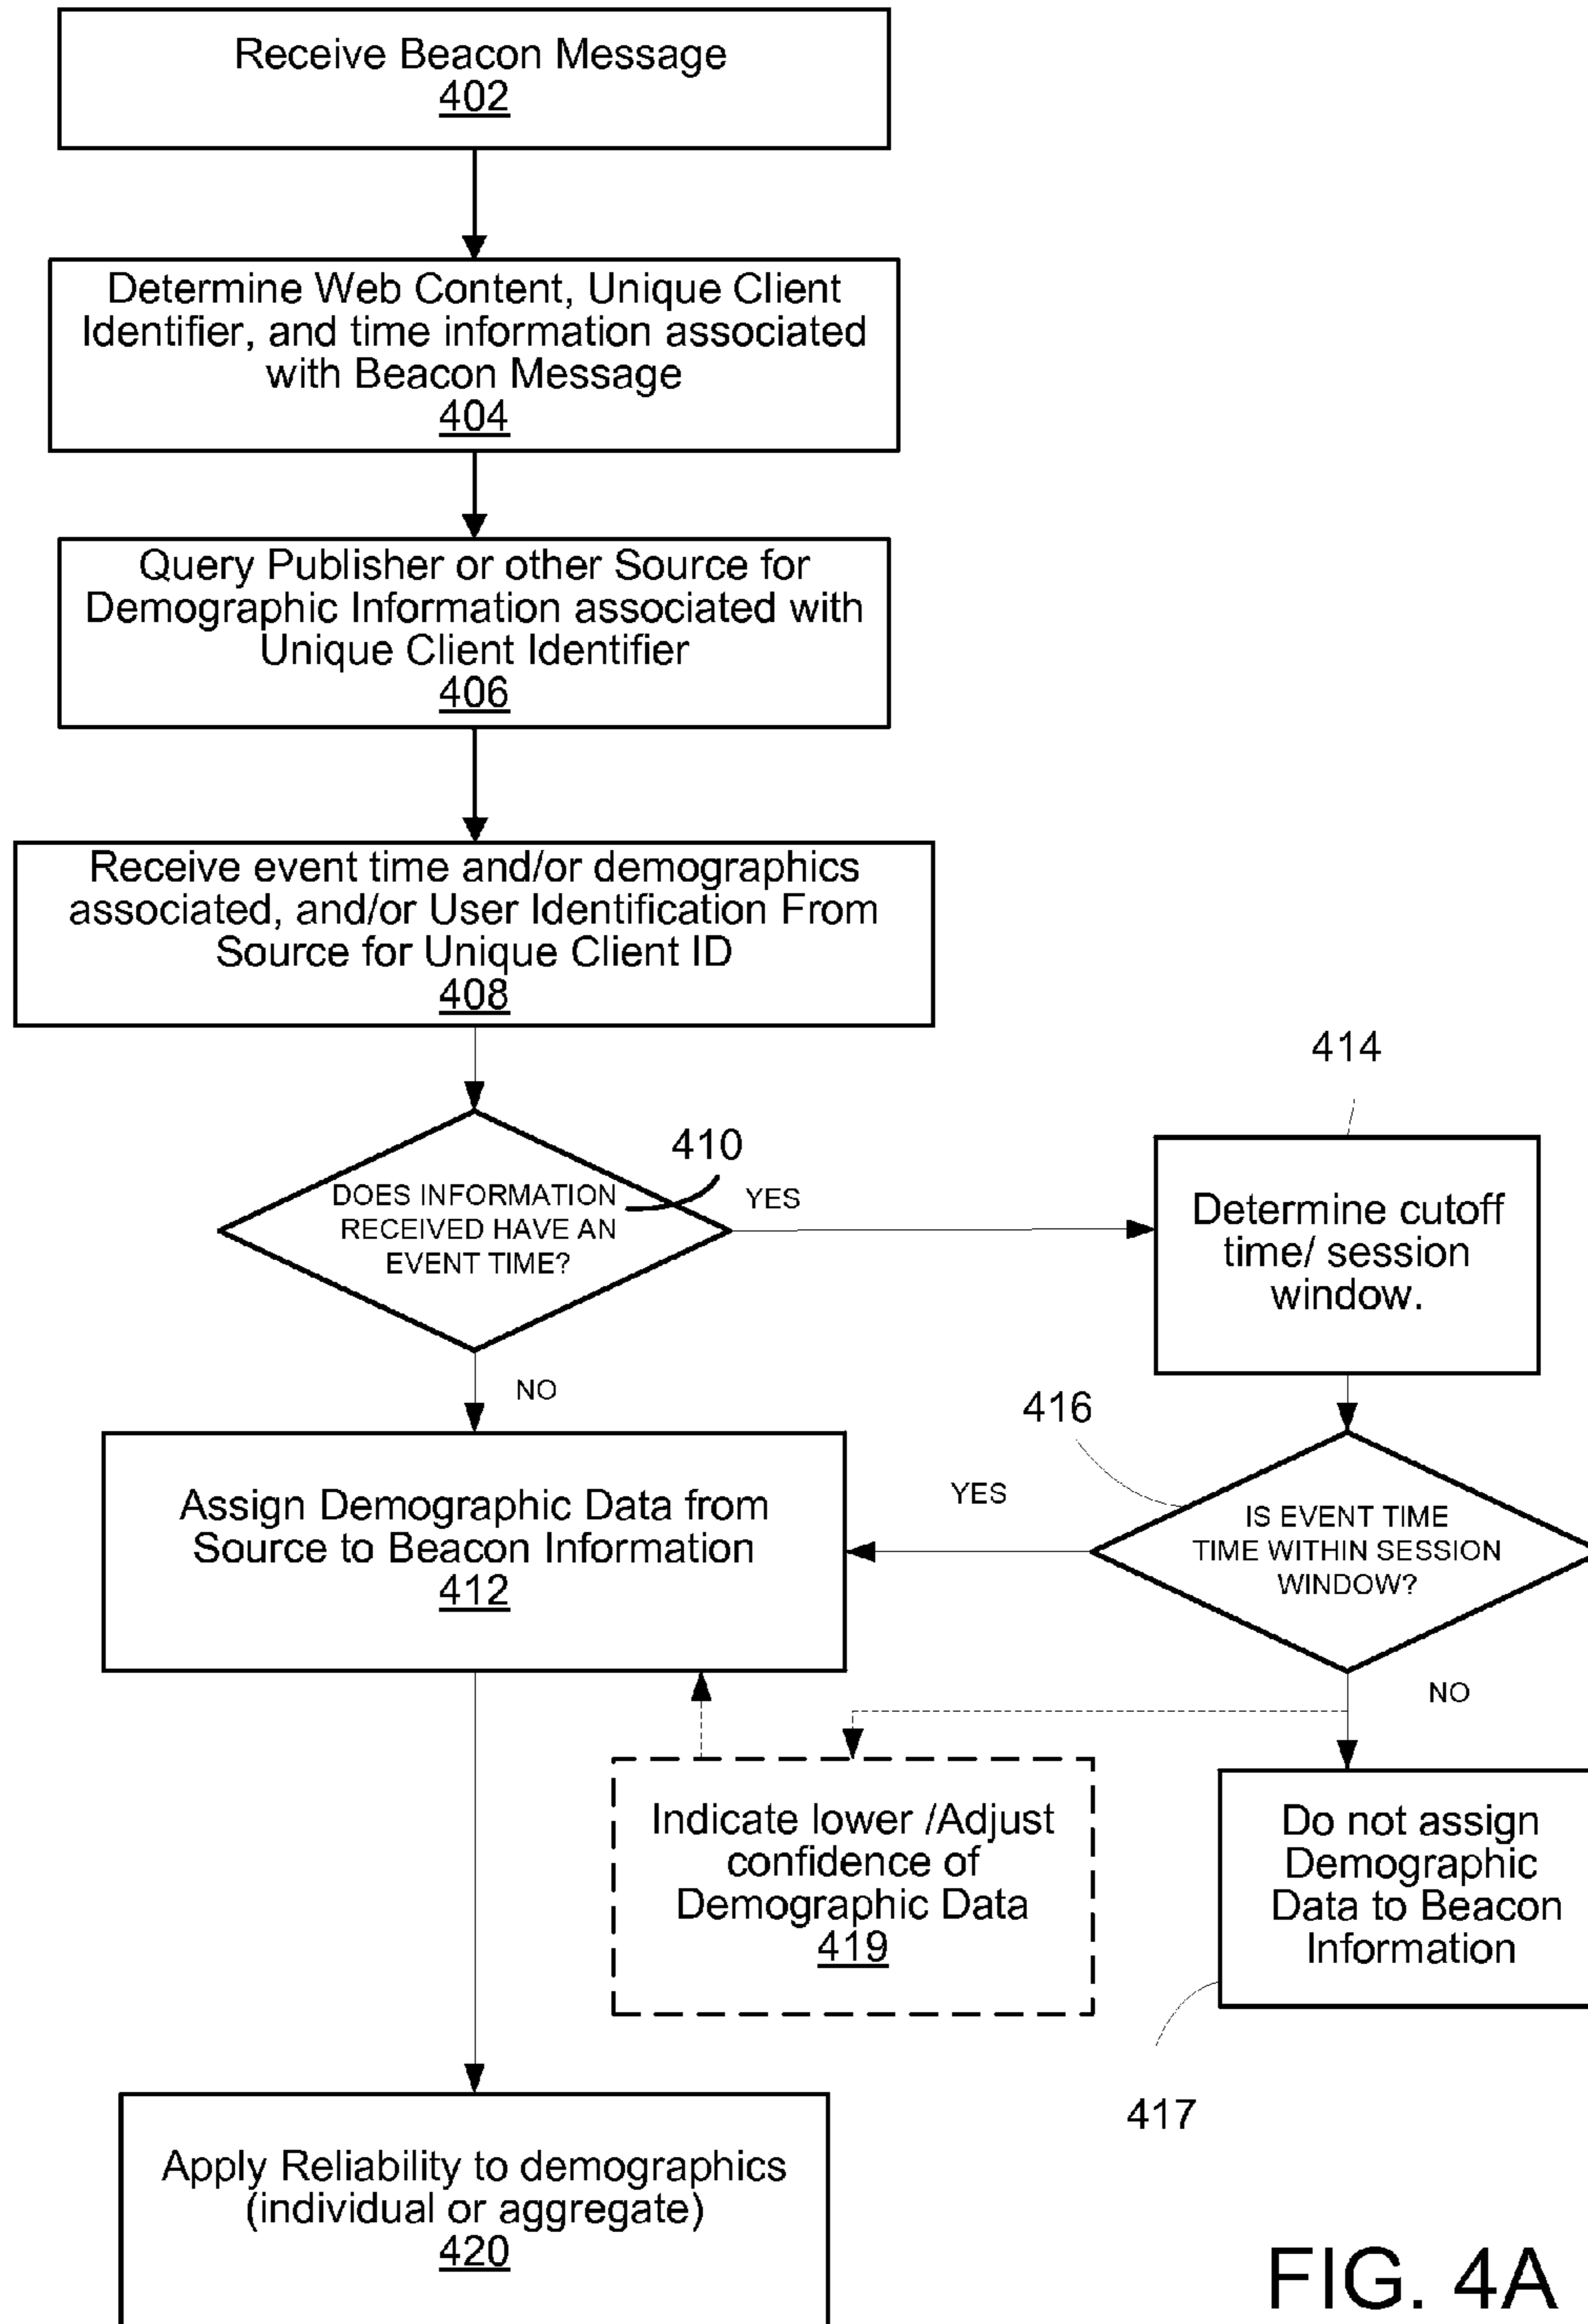 Receive Beacon Message
402
Determine Web Content, Unique Client
Identifier, and time information associated
with Beacon Message
404
Query Publisher or other Source for
Demographic Information associated with
Unique Client Identifier
406
Receive event time and/or demographics
associated, and/or User Identification From
Source for Unique Client ID
408
414
410
DOES INFORMATION
RECEIVED HAVE AN
EVENT TIME?
YES
Determine cutoff
time/ session
window.
NO
416
Assign Demographic Data from
Source to Beacon Information
412
YES
IS EVENT TIME
TIME WITHIN SESSION
WINDOW?
NO
Indicate lower /Adjust
confidence of
Demographic Data
419
Do not assign
Demographic
Data to Beacon
Information
417
Apply Reliability to demographics
(individual or aggregate)
420
FIG. 4A